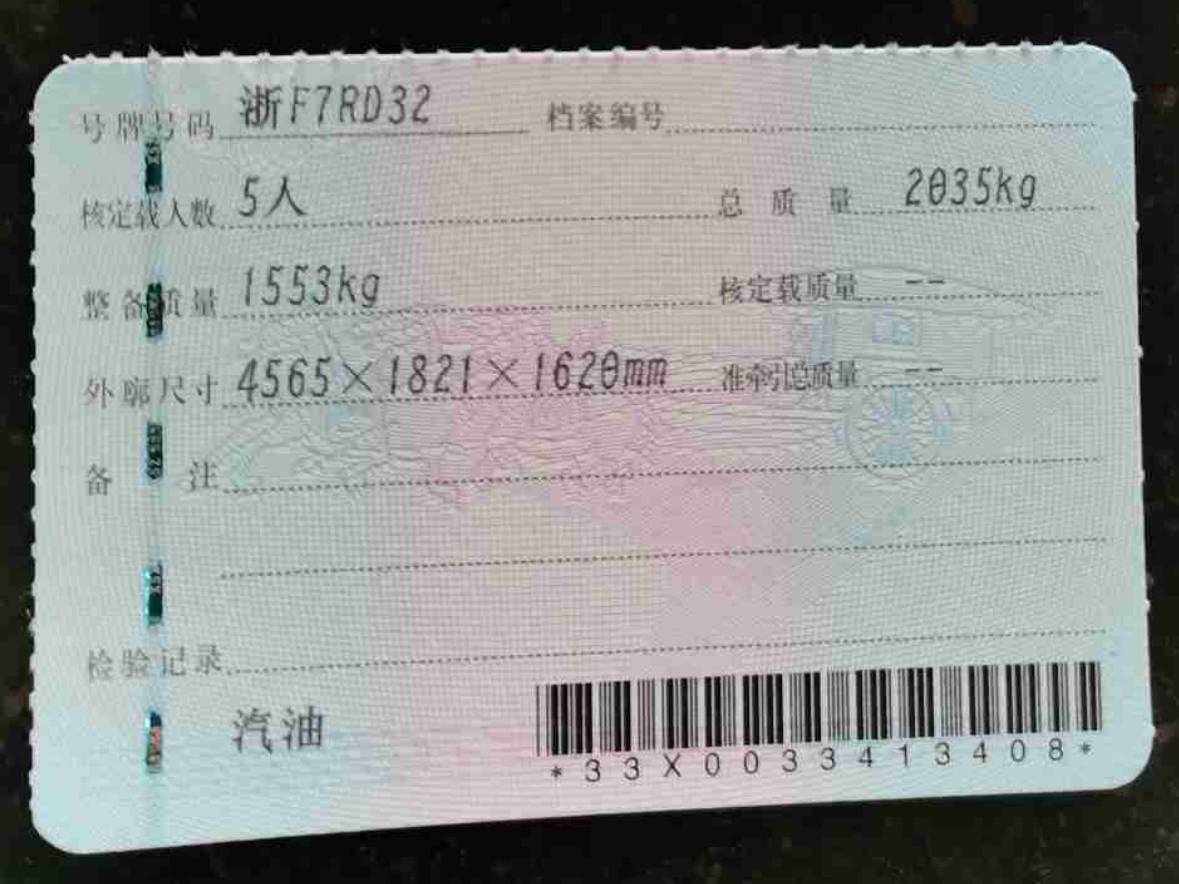 号牌号码 浙F7RD32 档案编号
核定载人数 5人 总质量 2035kg
整备质量 1553kg 核定载质量 --
外廓尺寸 4565×1821×1620mm 准牵引总质量 --
备注
检验记录
汽油
*33X0033413408*